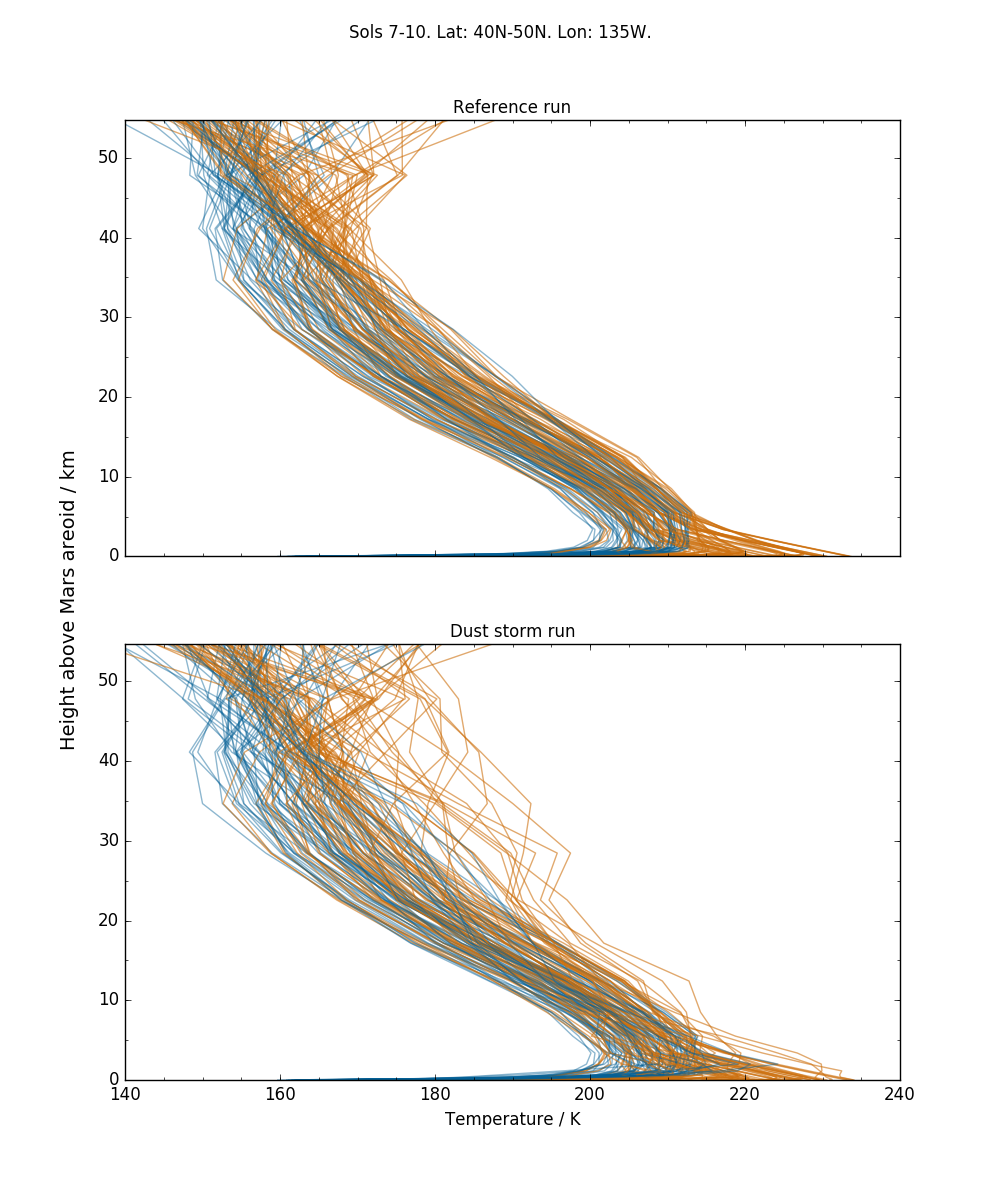 Sols 7-10. Lat: 40N-50N. Lon: 135W.
Reference run
50
40
30
20
10
0
Height above Mars areoid / km
Dust storm run
50
40
30
20
10
0
140 160 180 200 220 240
Temperature / K